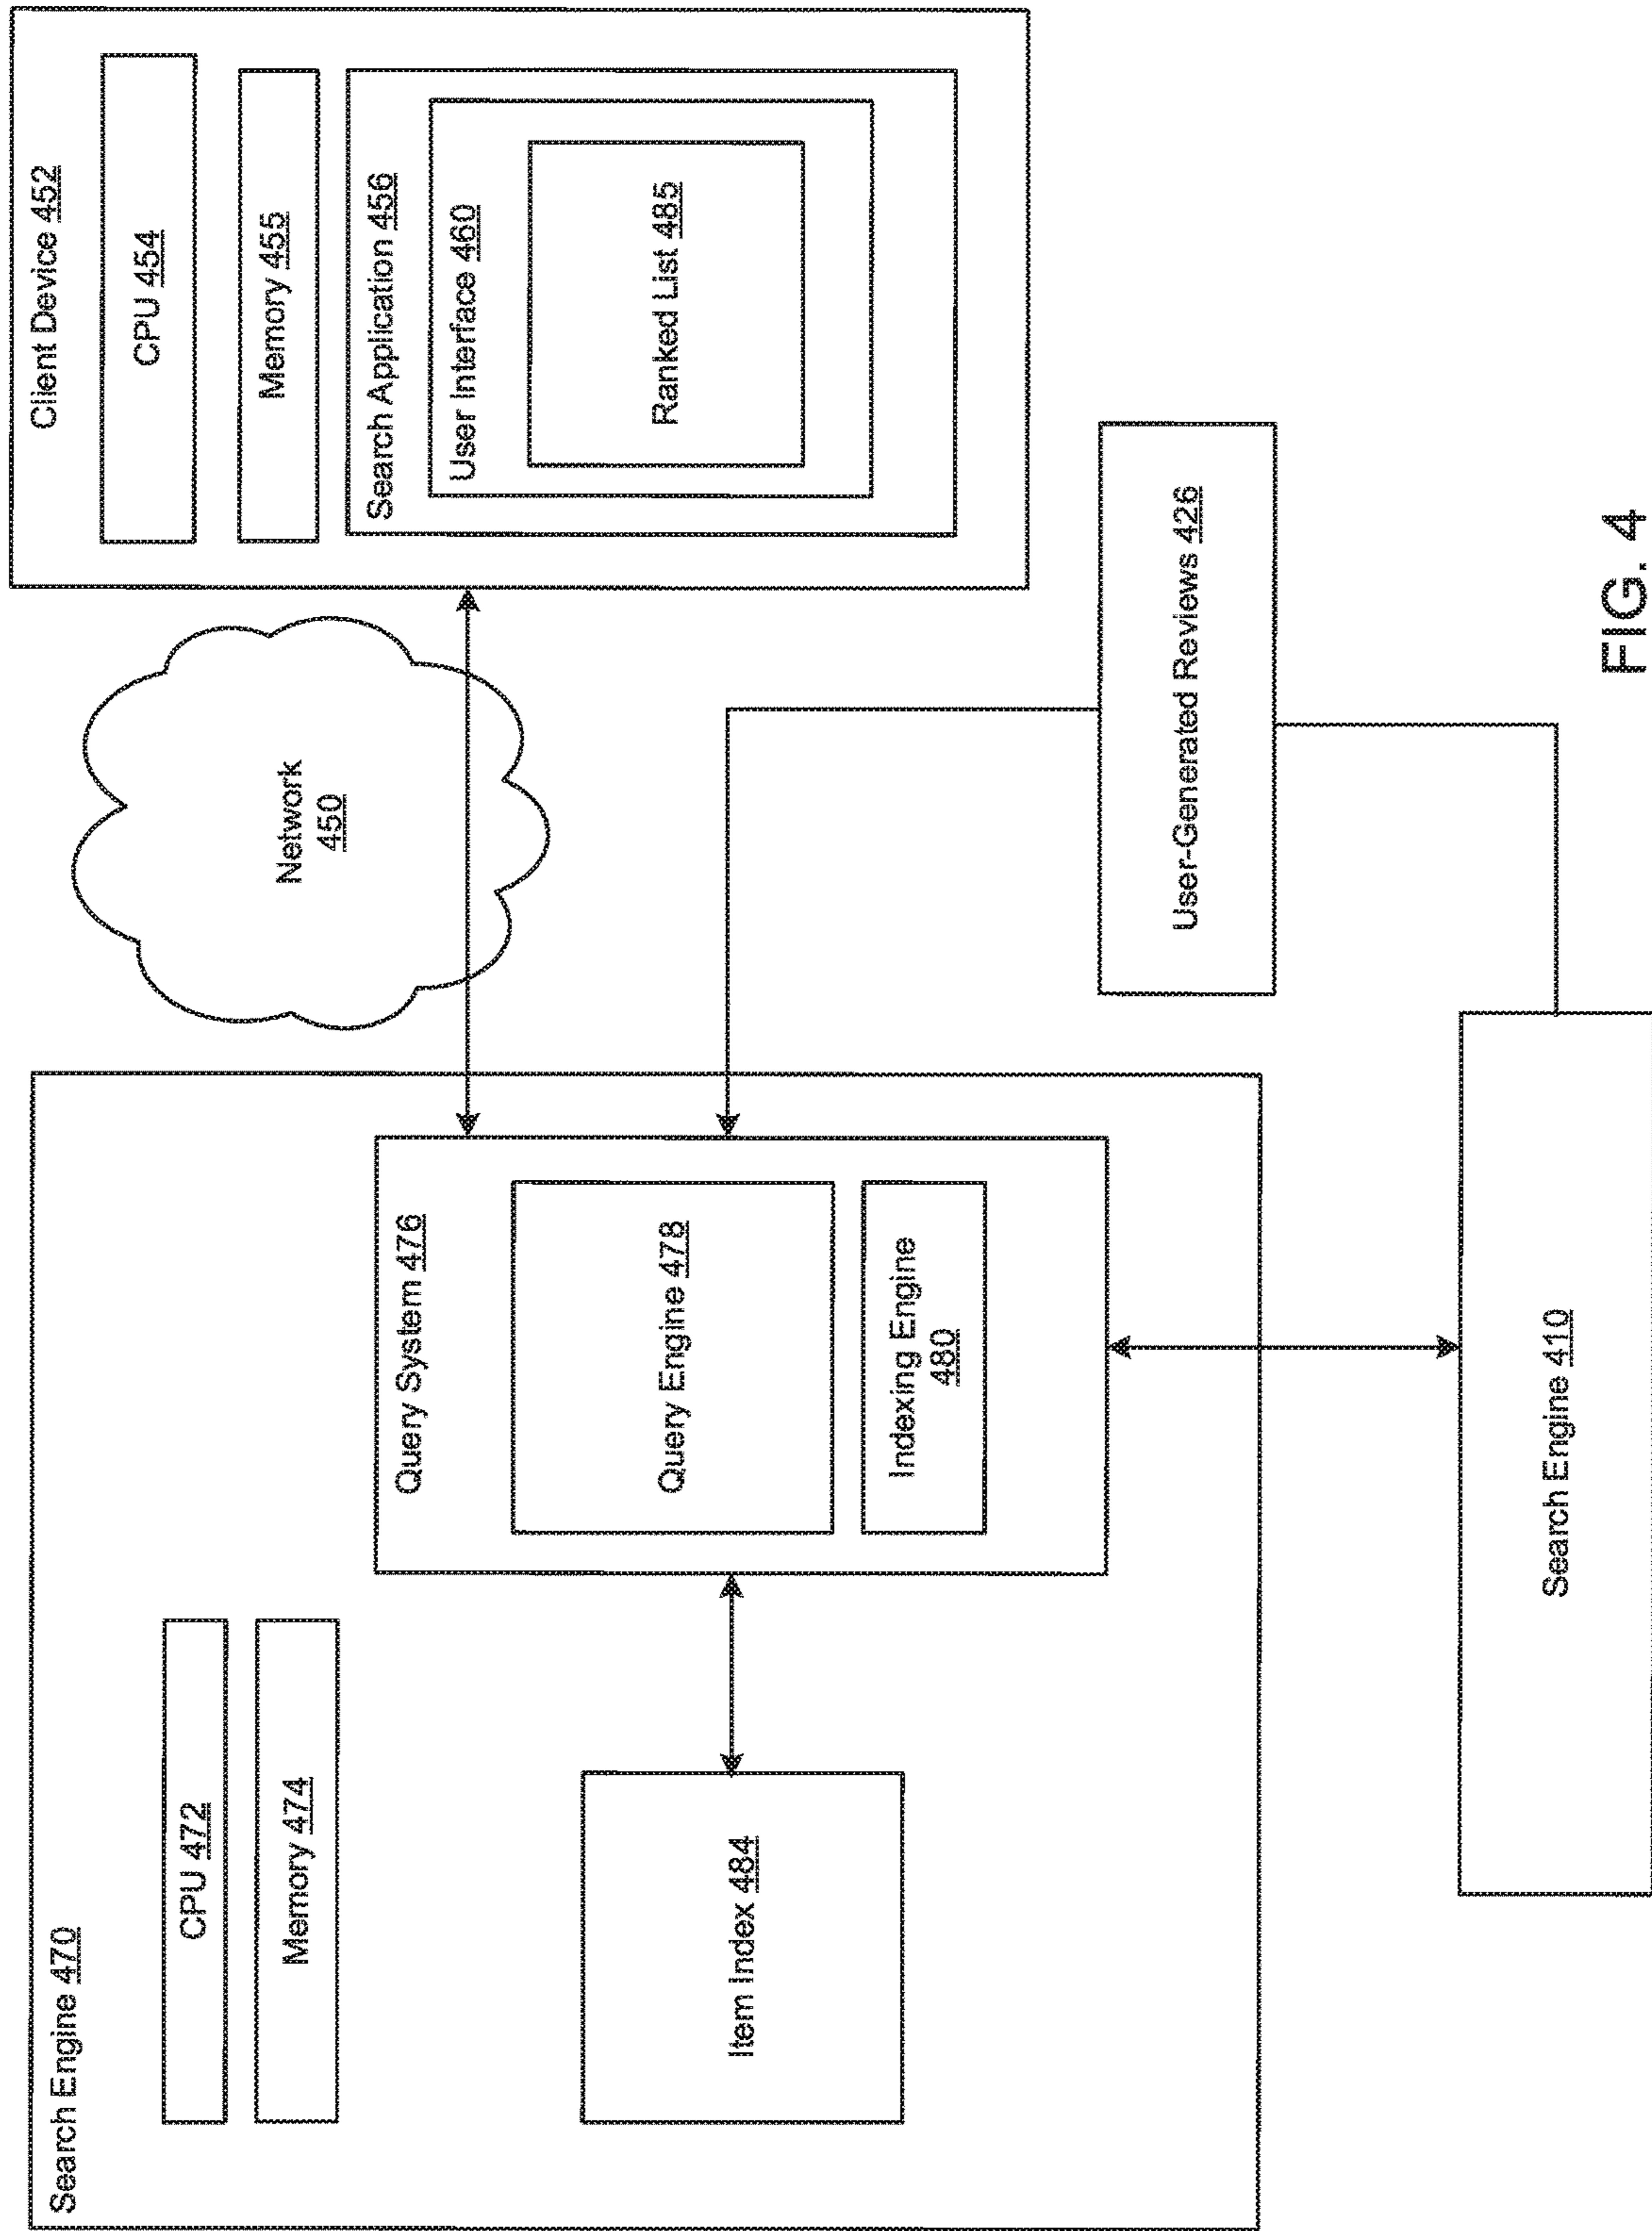 Search Engine 470
CPU 472
Memory 474
Item Index 484
Query System 476
Query Engine 478
Indexing Engine
480
Network
450
Client Device 452
CPU 454
Memory 455
Search Application 456
User Interface 460
Ranked List 485
User-Generated Reviews 426
Search Engine 410
FIG. 4